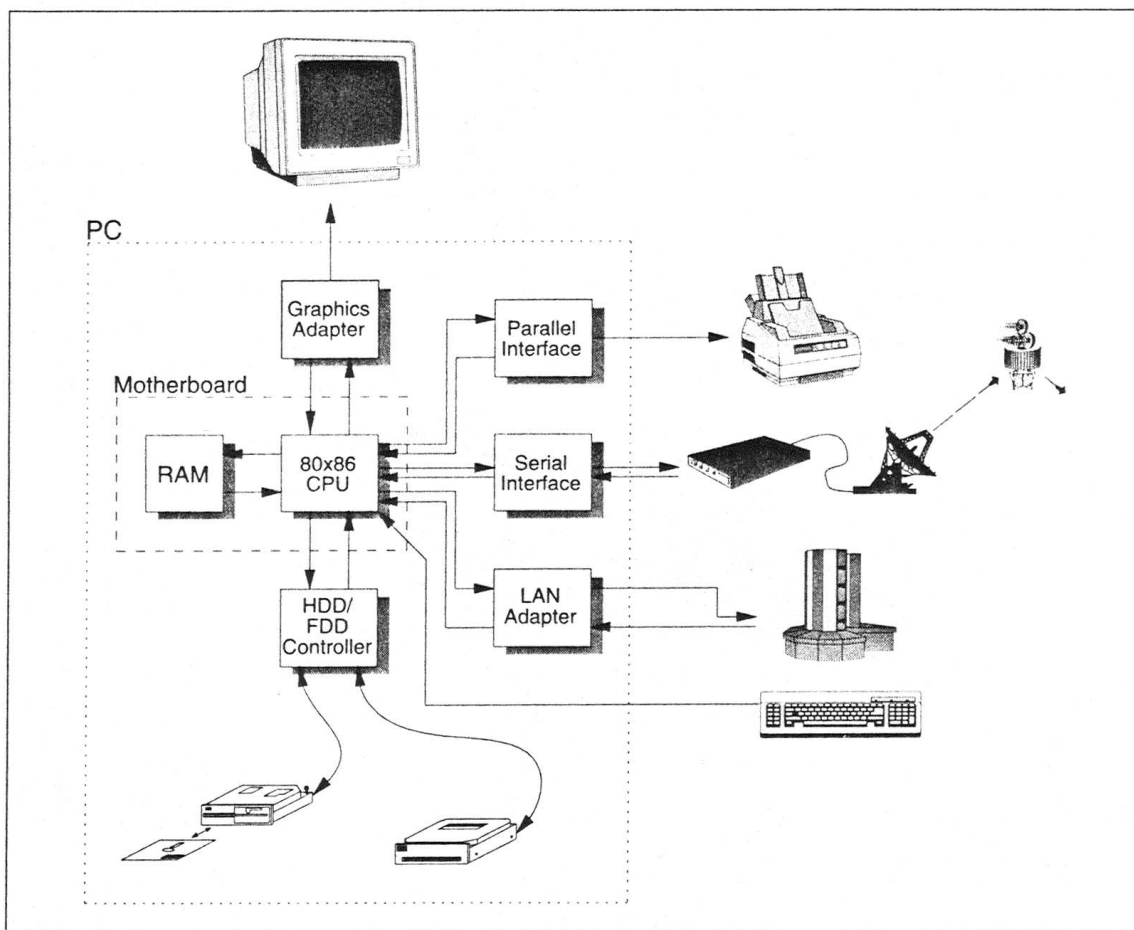 PC
Graphics
Adapter
Parallel
Interface
Motherboard
RAM
80x86
CPU
Serial
Interface
HDD/
FDD
Controller
LAN
Adapter